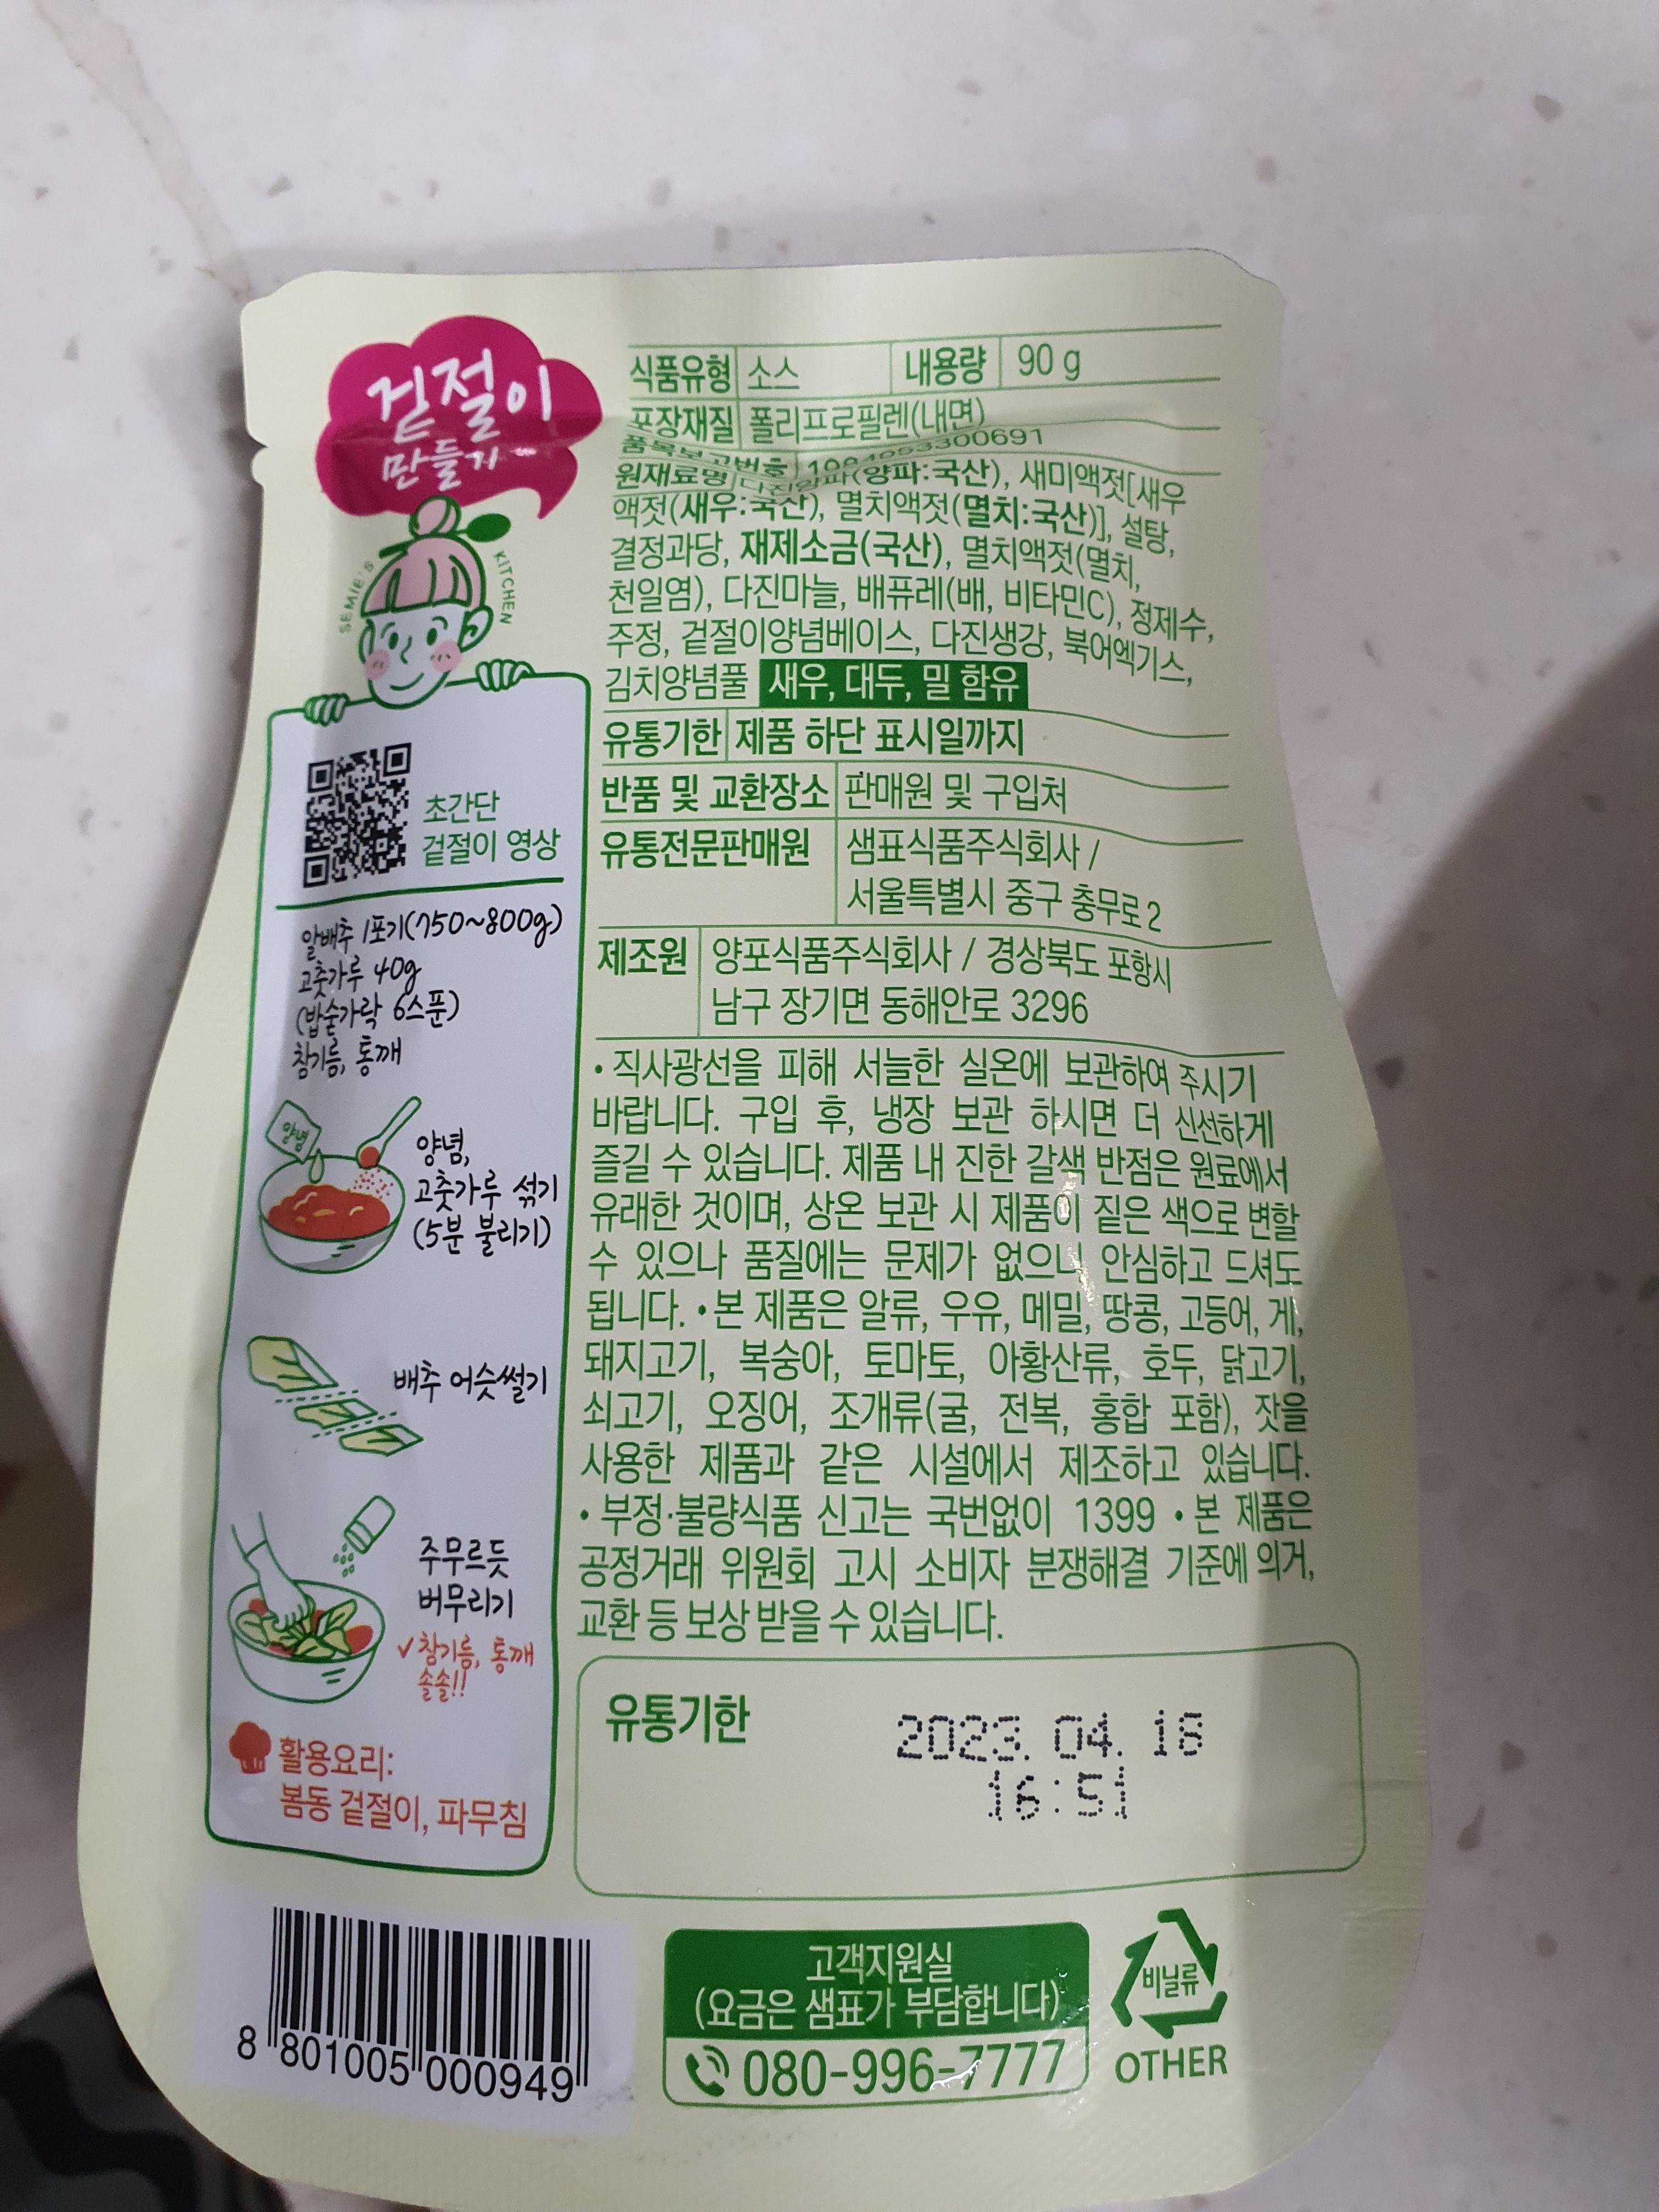 겉절이
만들기
SEMIE'S KITCHEN
초간단
겉절이 영상
알배추 1포기(750~800g)
고춧가루 40g
(밥숟가락 6스푼)
참기름, 통깨
양념
양념,
고춧가루 섞기
(5분 불리기)
배추 어슷썰기
주무르듯
버무리기
✓참기름, 통깨
솔솔!!
활용요리:
봄동 겉절이, 파무침
식품유형 소스 내용량 90 g
포장재질 폴리프로필렌(내면)
품목보고번호
원재료명 다진양파(양파:국산), 새미액젓[새우
액젓(새우:국산), 멸치액젓(멸치:국산)], 설탕,
결정과당, 재제소금(국산), 멸치액젓(멸치,
천일염), 다진마늘, 배퓨레(배, 비타민C), 정제수,
주정, 겉절이양념베이스, 다진생강, 북어엑기스,
김치양념풀 새우, 대두, 밀 함유
유통기한 제품 하단 표시일까지
반품 및 교환장소 판매원 및 구입처
유통전문판매원 샘표식품주식회사 /
서울특별시 중구 충무로 2
제조원 양포식품주식회사 / 경상북도 포항시
남구 장기면 동해안로 3296
• 직사광선을 피해 서늘한 실온에 보관하여 주시기
바랍니다. 구입 후, 냉장 보관 하시면 더 신선하게
즐길 수 있습니다. 제품 내 진한 갈색 반점은 원료에서
유래한 것이며, 상온 보관 시 제품이 짙은 색으로 변할
수 있으나 품질에는 문제가 없으니 안심하고 드셔도
됩니다. • 본 제품은 알류, 우유, 메밀, 땅콩, 고등어, 게,
돼지고기, 복숭아, 토마토, 아황산류, 호두, 닭고기,
쇠고기, 오징어, 조개류(굴, 전복, 홍합 포함), 잣을
사용한 제품과 같은 시설에서 제조하고 있습니다.
• 부정·불량식품 신고는 국번없이 1399 • 본 제품은
공정거래 위원회 고시 소비자 분쟁해결 기준에 의거,
교환 등 보상 받을 수 있습니다.
유통기한 2023. 04. 18
16:51
8 801005 000949
고객지원실
(요금은 샘표가 부담합니다)
080-996-7777
비닐류
OTHER